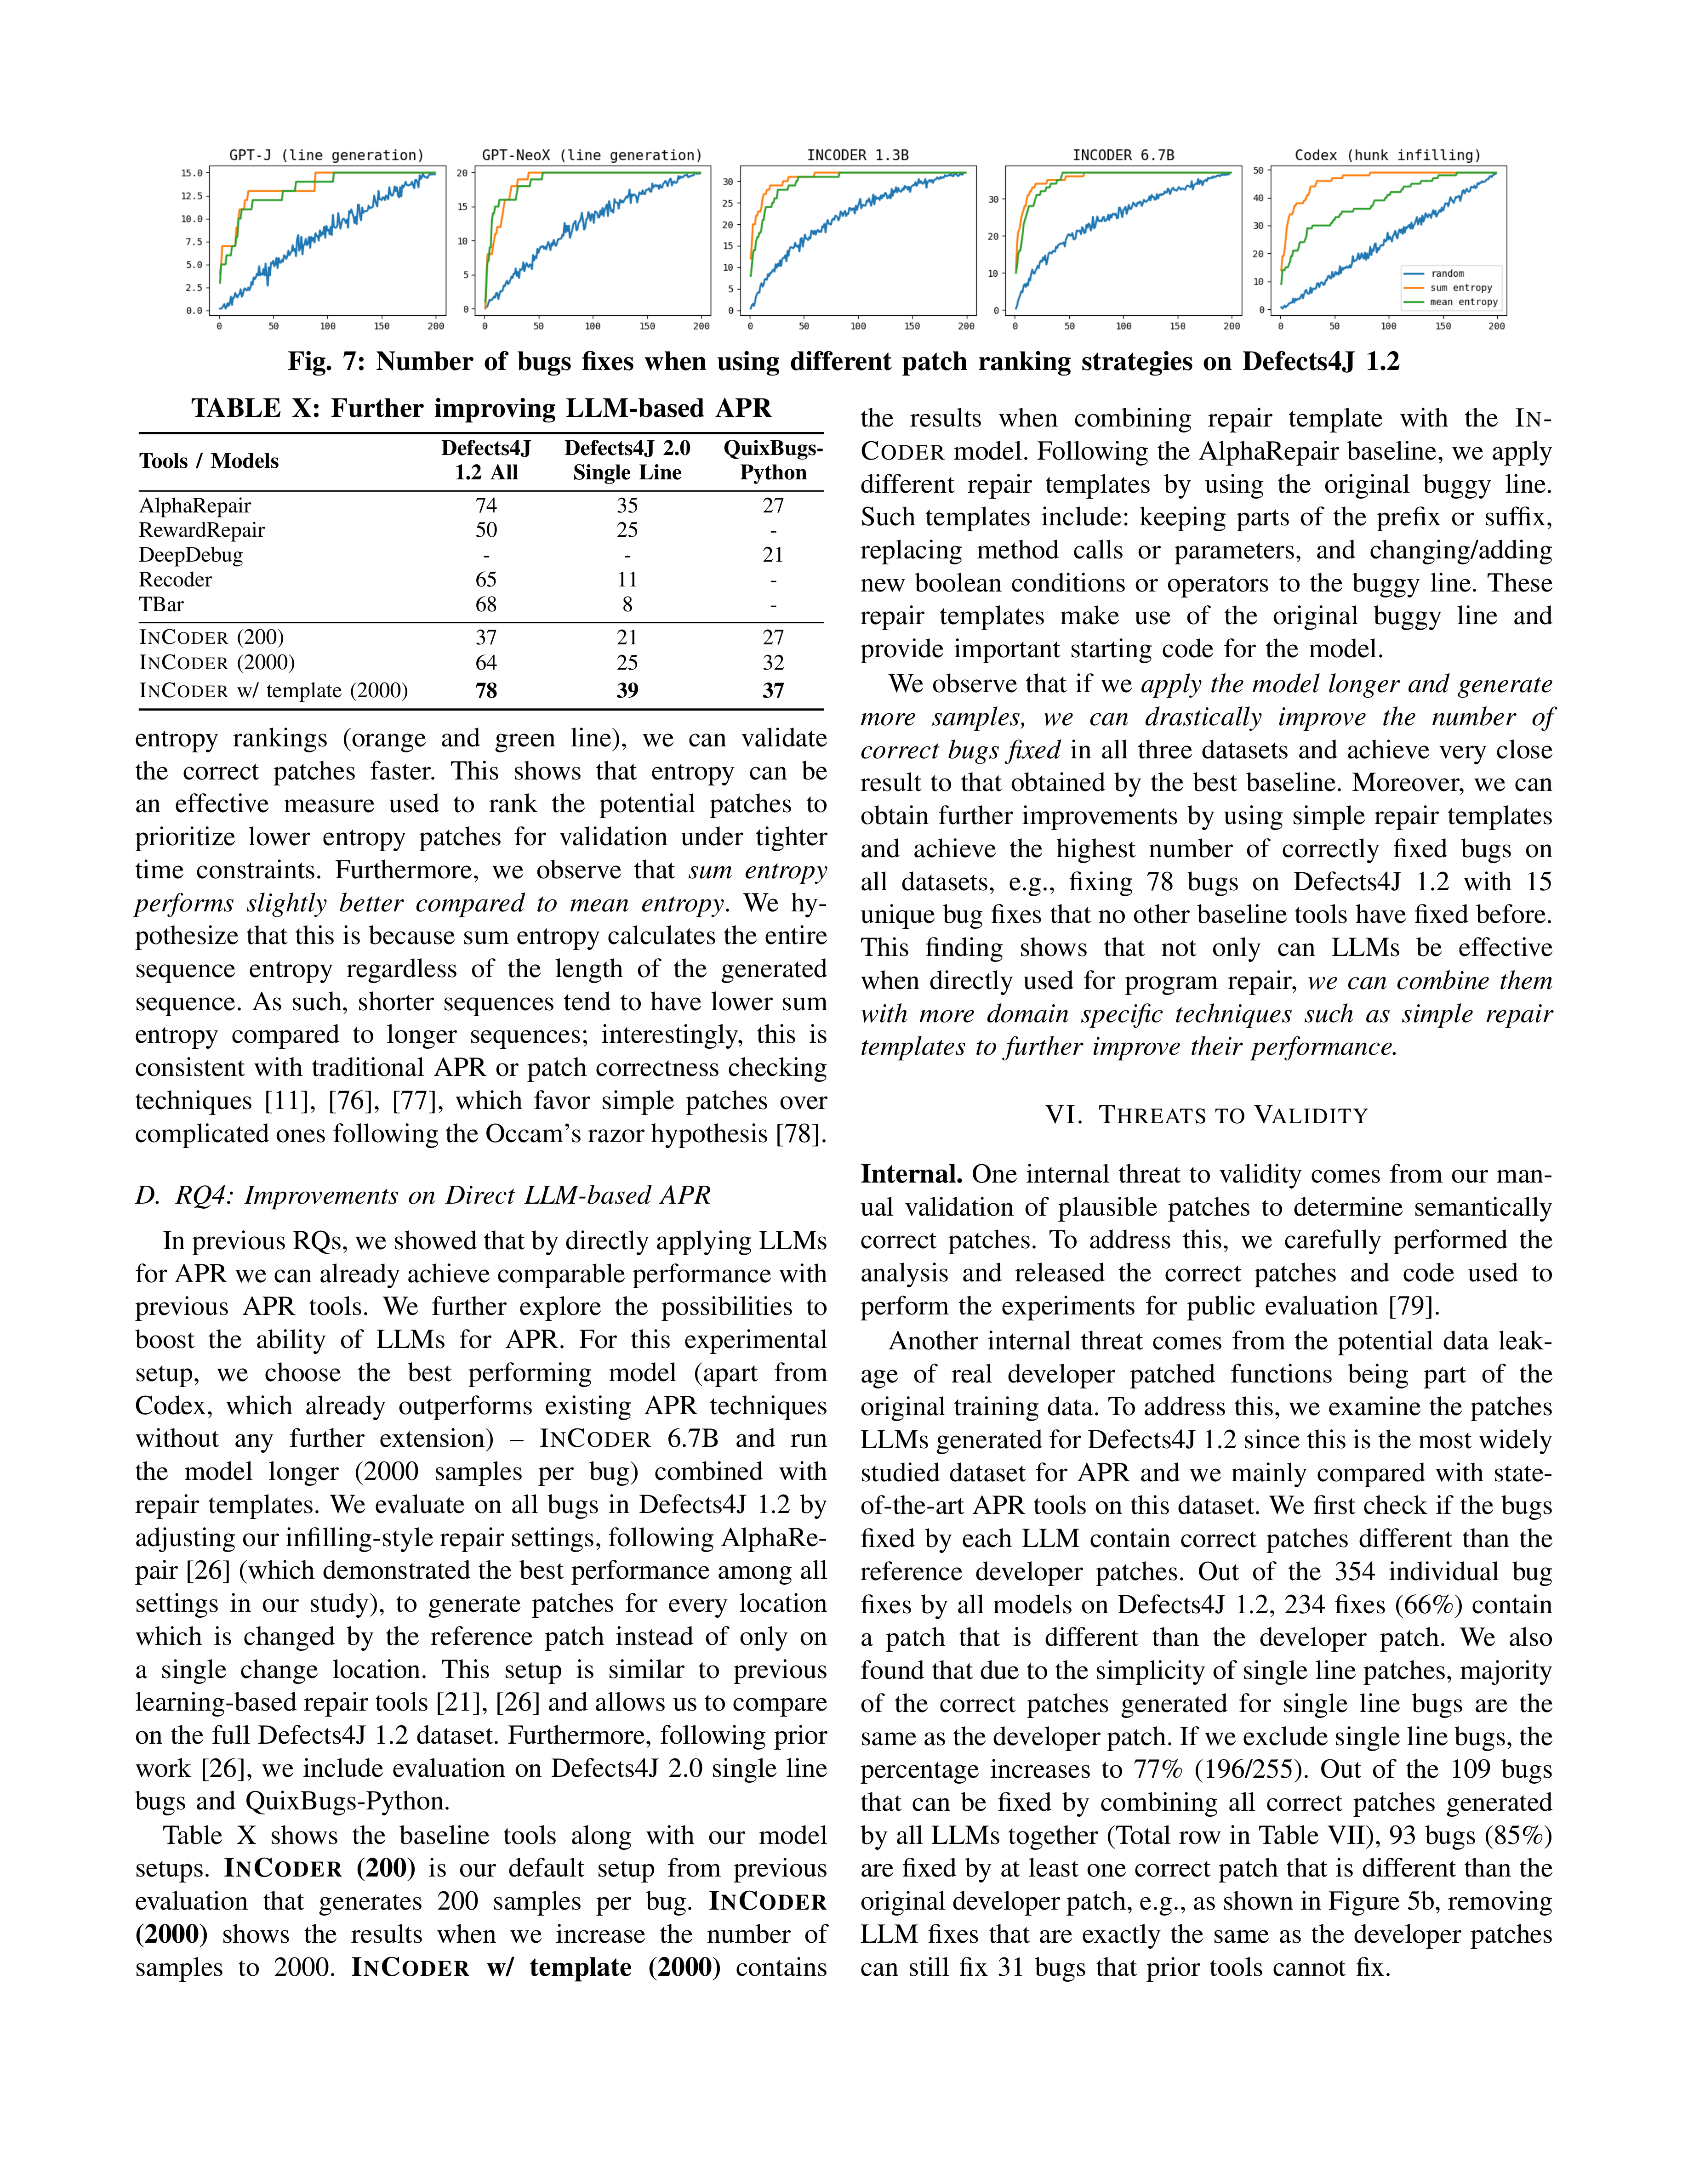 GPT-J (line generation)
15.0
12.5
10.0
7.5
5.0
2.5
0.0
0 50 100 150 200
GPT-NeoX (line generation)
20
15
10
5
0
0 50 100 150 200
INCODER 1.3B
30
25
20
15
10
5
0
0 50 100 150 200
INCODER 6.7B
30
20
10
0
0 50 100 150 200
Codex (hunk infilling)
50
40
30
20
10
0
0 50 100 150 200
random
sum entropy
mean entropy
Fig. 7: Number of bugs fixes when using different patch ranking strategies on Defects4J 1.2
TABLE X: Further improving LLM-based APR
Tools / Models Defects4J 1.2 All Defects4J 2.0 Single Line QuixBugs-Python
AlphaRepair 74 35 27
RewardRepair 50 25 -
DeepDebug - - 21
Recoder 65 11 -
TBar 68 8 -
INCODER (200) 37 21 27
INCODER (2000) 64 25 32
INCODER w/ template (2000) 78 39 37
entropy rankings (orange and green line), we can validate
the correct patches faster. This shows that entropy can be
an effective measure used to rank the potential patches to
prioritize lower entropy patches for validation under tighter
time constraints. Furthermore, we observe that sum entropy
performs slightly better compared to mean entropy. We hy-
pothesize that this is because sum entropy calculates the entire
sequence entropy regardless of the length of the generated
sequence. As such, shorter sequences tend to have lower sum
entropy compared to longer sequences; interestingly, this is
consistent with traditional APR or patch correctness checking
techniques [11], [76], [77], which favor simple patches over
complicated ones following the Occam's razor hypothesis [78].
D. RQ4: Improvements on Direct LLM-based APR
In previous RQs, we showed that by directly applying LLMs
for APR we can already achieve comparable performance with
previous APR tools. We further explore the possibilities to
boost the ability of LLMs for APR. For this experimental
setup, we choose the best performing model (apart from
Codex, which already outperforms existing APR techniques
without any further extension) – INCODER 6.7B and run
the model longer (2000 samples per bug) combined with
repair templates. We evaluate on all bugs in Defects4J 1.2 by
adjusting our infilling-style repair settings, following AlphaRe-
pair [26] (which demonstrated the best performance among all
settings in our study), to generate patches for every location
which is changed by the reference patch instead of only on
a single change location. This setup is similar to previous
learning-based repair tools [21], [26] and allows us to compare
on the full Defects4J 1.2 dataset. Furthermore, following prior
work [26], we include evaluation on Defects4J 2.0 single line
bugs and QuixBugs-Python.
Table X shows the baseline tools along with our model
setups. INCODER (200) is our default setup from previous
evaluation that generates 200 samples per bug. INCODER
(2000) shows the results when we increase the number of
samples to 2000. INCODER w/ template (2000) contains
the results when combining repair template with the IN-
CODER model. Following the AlphaRepair baseline, we apply
different repair templates by using the original buggy line.
Such templates include: keeping parts of the prefix or suffix,
replacing method calls or parameters, and changing/adding
new boolean conditions or operators to the buggy line. These
repair templates make use of the original buggy line and
provide important starting code for the model.
We observe that if we apply the model longer and generate
more samples, we can drastically improve the number of
correct bugs fixed in all three datasets and achieve very close
result to that obtained by the best baseline. Moreover, we can
obtain further improvements by using simple repair templates
and achieve the highest number of correctly fixed bugs on
all datasets, e.g., fixing 78 bugs on Defects4J 1.2 with 15
unique bug fixes that no other baseline tools have fixed before.
This finding shows that not only can LLMs be effective
when directly used for program repair, we can combine them
with more domain specific techniques such as simple repair
templates to further improve their performance.
VI. THREATS TO VALIDITY
Internal. One internal threat to validity comes from our man-
ual validation of plausible patches to determine semantically
correct patches. To address this, we carefully performed the
analysis and released the correct patches and code used to
perform the experiments for public evaluation [79].
Another internal threat comes from the potential data leak-
age of real developer patched functions being part of the
original training data. To address this, we examine the patches
LLMs generated for Defects4J 1.2 since this is the most widely
studied dataset for APR and we mainly compared with state-
of-the-art APR tools on this dataset. We first check if the bugs
fixed by each LLM contain correct patches different than the
reference developer patches. Out of the 354 individual bug
fixes by all models on Defects4J 1.2, 234 fixes (66%) contain
a patch that is different than the developer patch. We also
found that due to the simplicity of single line patches, majority
of the correct patches generated for single line bugs are the
same as the developer patch. If we exclude single line bugs, the
percentage increases to 77% (196/255). Out of the 109 bugs
that can be fixed by combining all correct patches generated
by all LLMs together (Total row in Table VII), 93 bugs (85%)
are fixed by at least one correct patch that is different than the
original developer patch, e.g., as shown in Figure 5b, removing
LLM fixes that are exactly the same as the developer patches
can still fix 31 bugs that prior tools cannot fix.